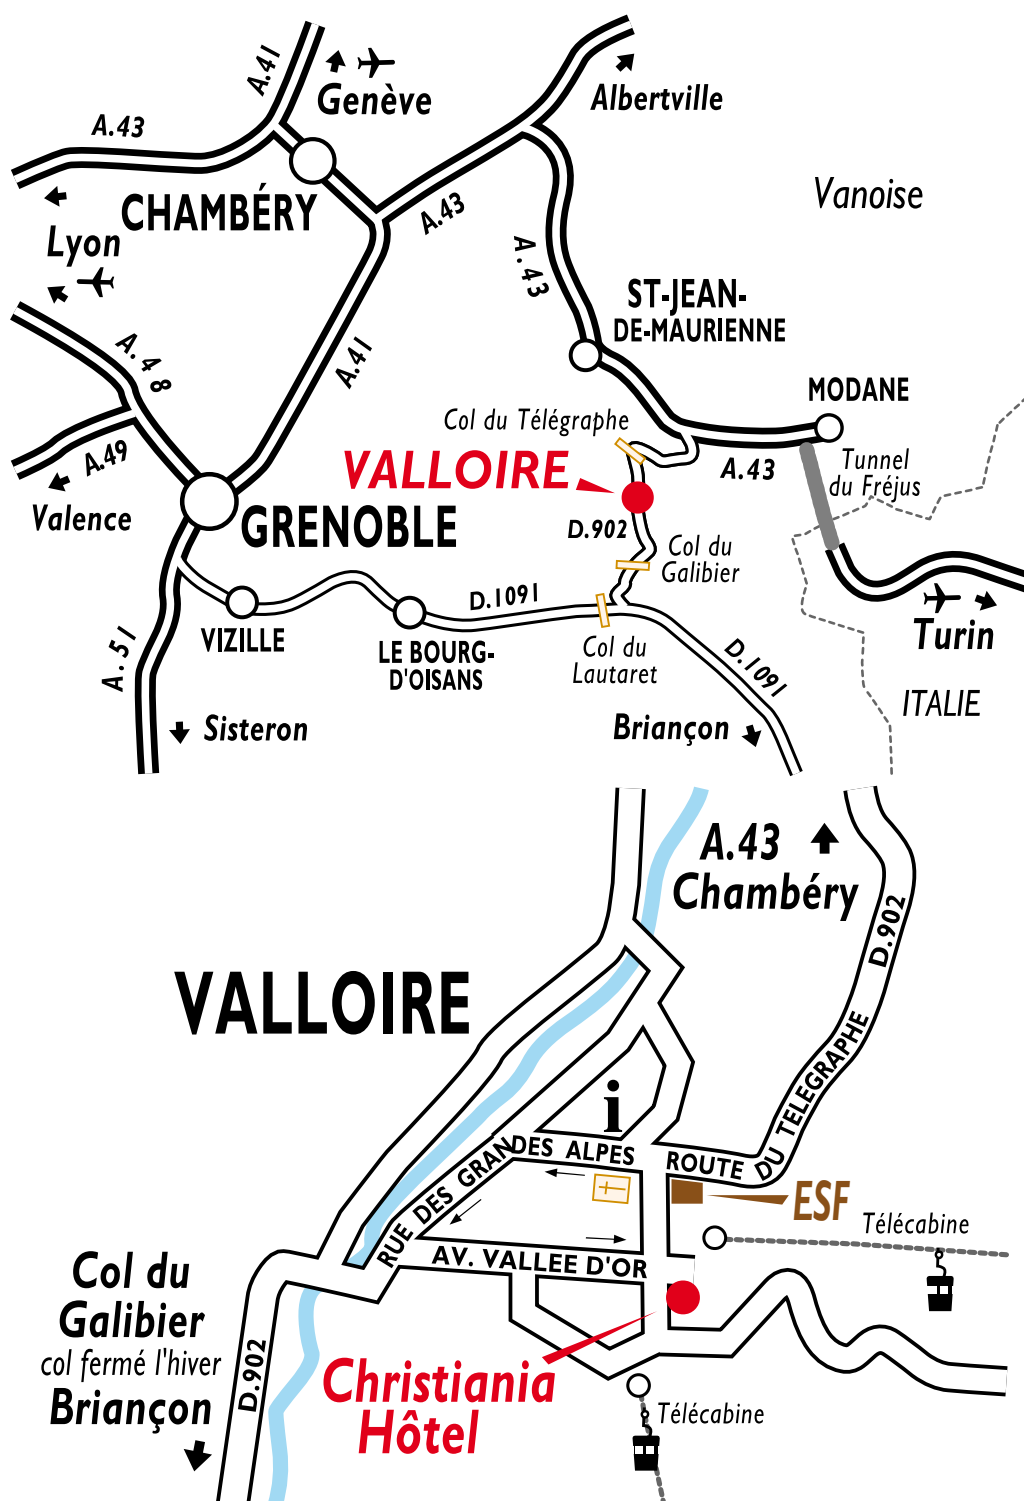 A.41
Genève
Albertville
A.43
CHAMBÉRY
Vanoise
A.43
Lyon
A.43
ST-JEAN-
DE-MAURIENNE
A.48
A.41
MODANE
Col du Télégraphe
A.49
VALLOIRE
A.43
Tunnel
du Fréjus
Valence
GRENOBLE
D.902
Col du
Galibier
D.1091
Turin
VIZILLE
LE BOURG-
D'OISANS
Col du
Lautaret
A.51
D.1091
ITALIE
Sisteron
Briançon
A.43
Chambéry
D.902
VALLOIRE
i
RUE DES GRANDES ALPES
ROUTE DU TELEGRAPHE
ESF
Télécabine
AV. VALLEE D'OR
Col du
Galibier
col fermé l'hiver
Briançon
D.902
Christiania
Hôtel
Télécabine